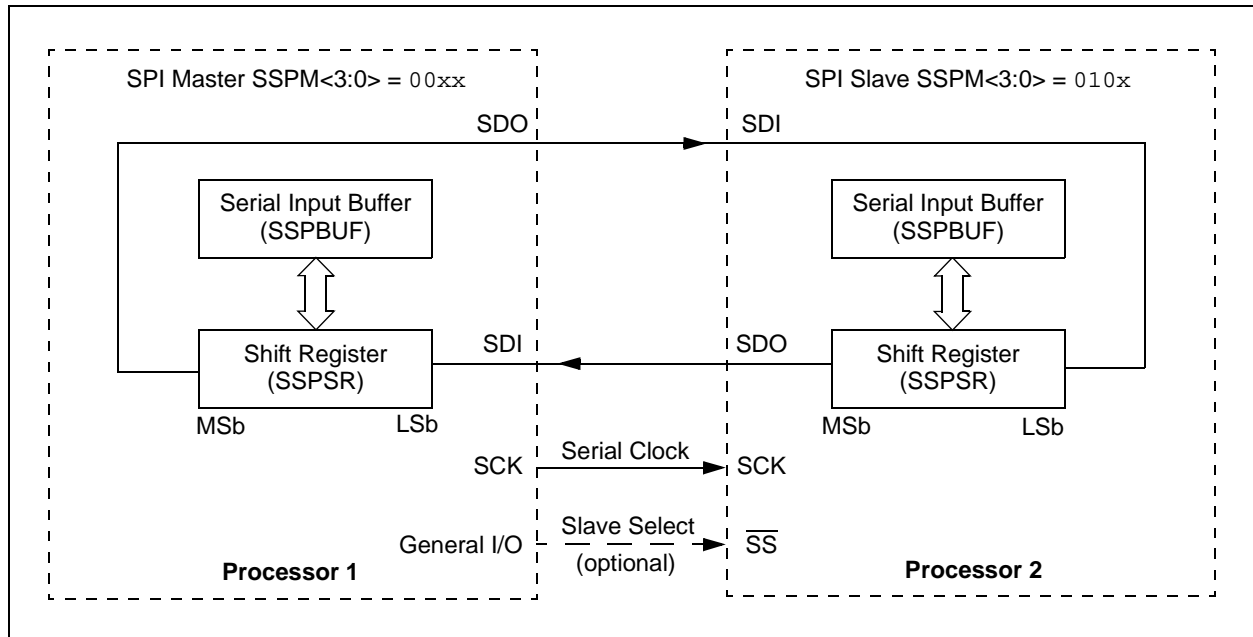 SPI Master SSPM<3:0> = 00xx
SDO
Serial Input Buffer
(SSPBUF)
Shift Register
(SSPSR)
MSb
LSb
SDI
SCK
General I/O
Processor 1
Serial Clock
Slave Select
(optional)
SPI Slave SSPM<3:0> = 010x
SDI
Serial Input Buffer
(SSPBUF)
SDO
Shift Register
(SSPSR)
MSb
LSb
SCK
SS
Processor 2